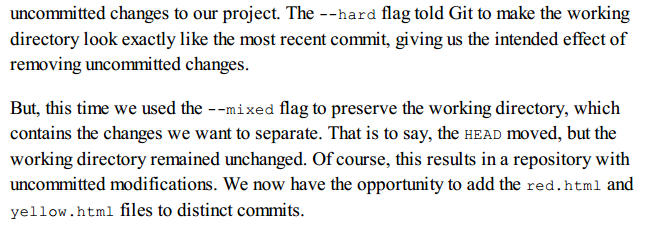 uncommitted changes to our project. The --hard flag told Git to make the working
directory look exactly like the most recent commit, giving us the intended effect of
removing uncommitted changes.
But, this time we used the --mixed flag to preserve the working directory, which
contains the changes we want to separate. That is to say, the HEAD moved, but the
working directory remained unchanged. Of course, this results in a repository with
uncommitted modifications. We now have the opportunity to add the red.html and
yellow.html files to distinct commits.